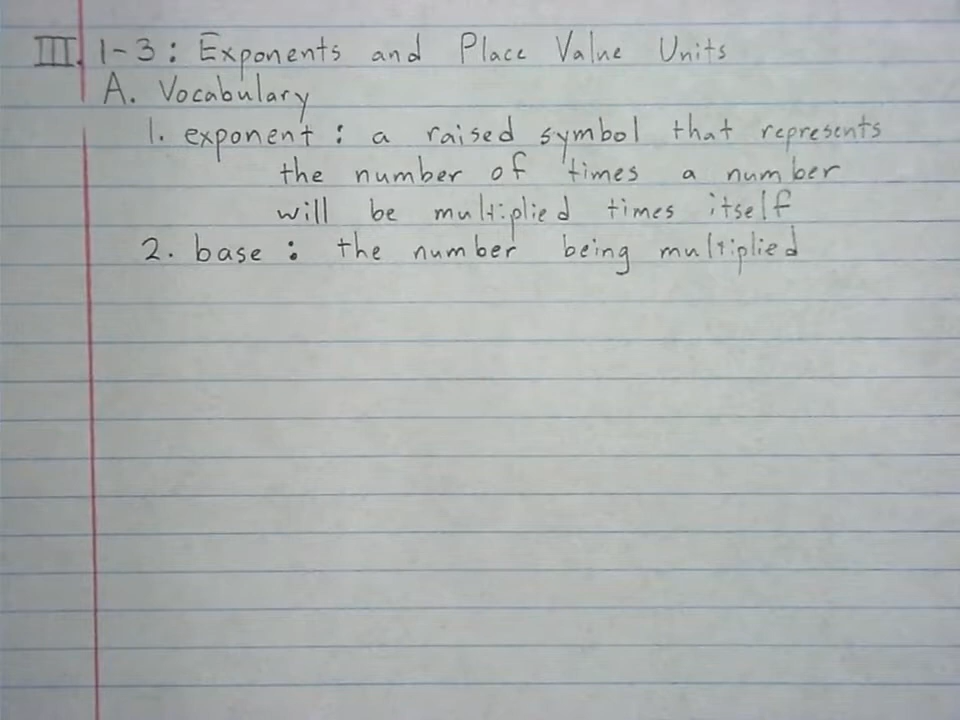 III. 1-3: Exponents and Place Value Units
A. Vocabulary
1. exponent: a raised symbol that represents
the number of times a number
will be multiplied times itself
2. base: the number being multiplied